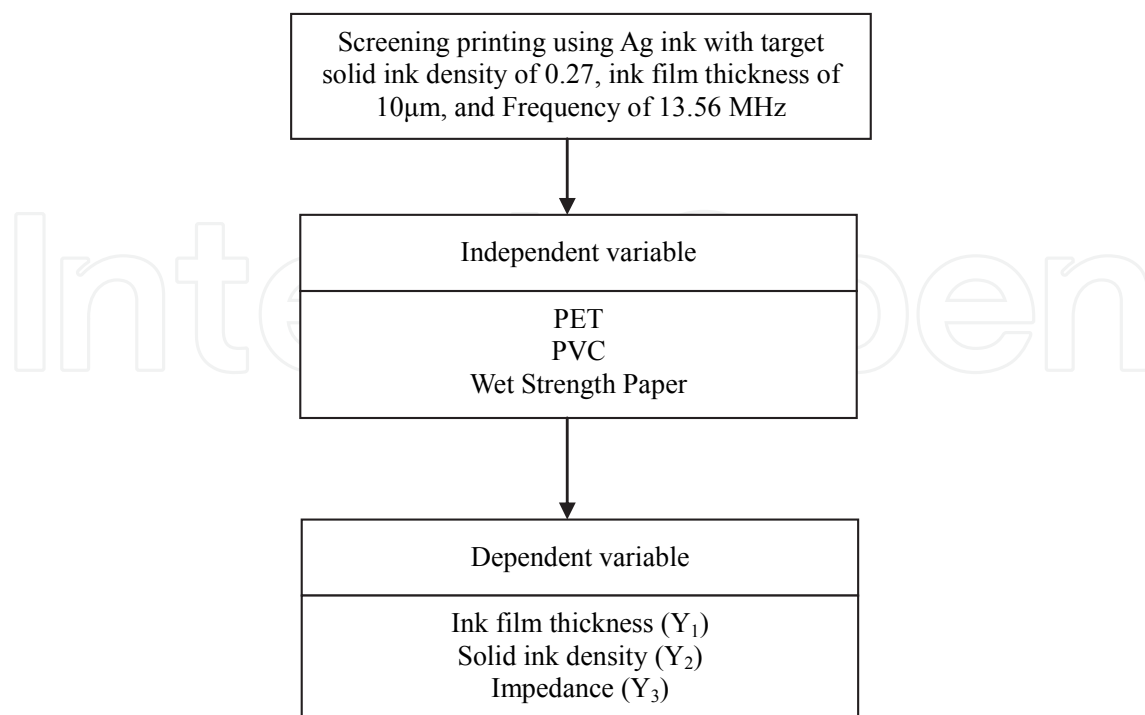 Screening printing using Ag ink with target
solid ink density of 0.27, ink film thickness of
10μm, and Frequency of 13.56 MHz
Independent variable
PET
PVC
Wet Strength Paper
Dependent variable
Ink film thickness (Y₁)
Solid ink density (Y₂)
Impedance (Y₃)